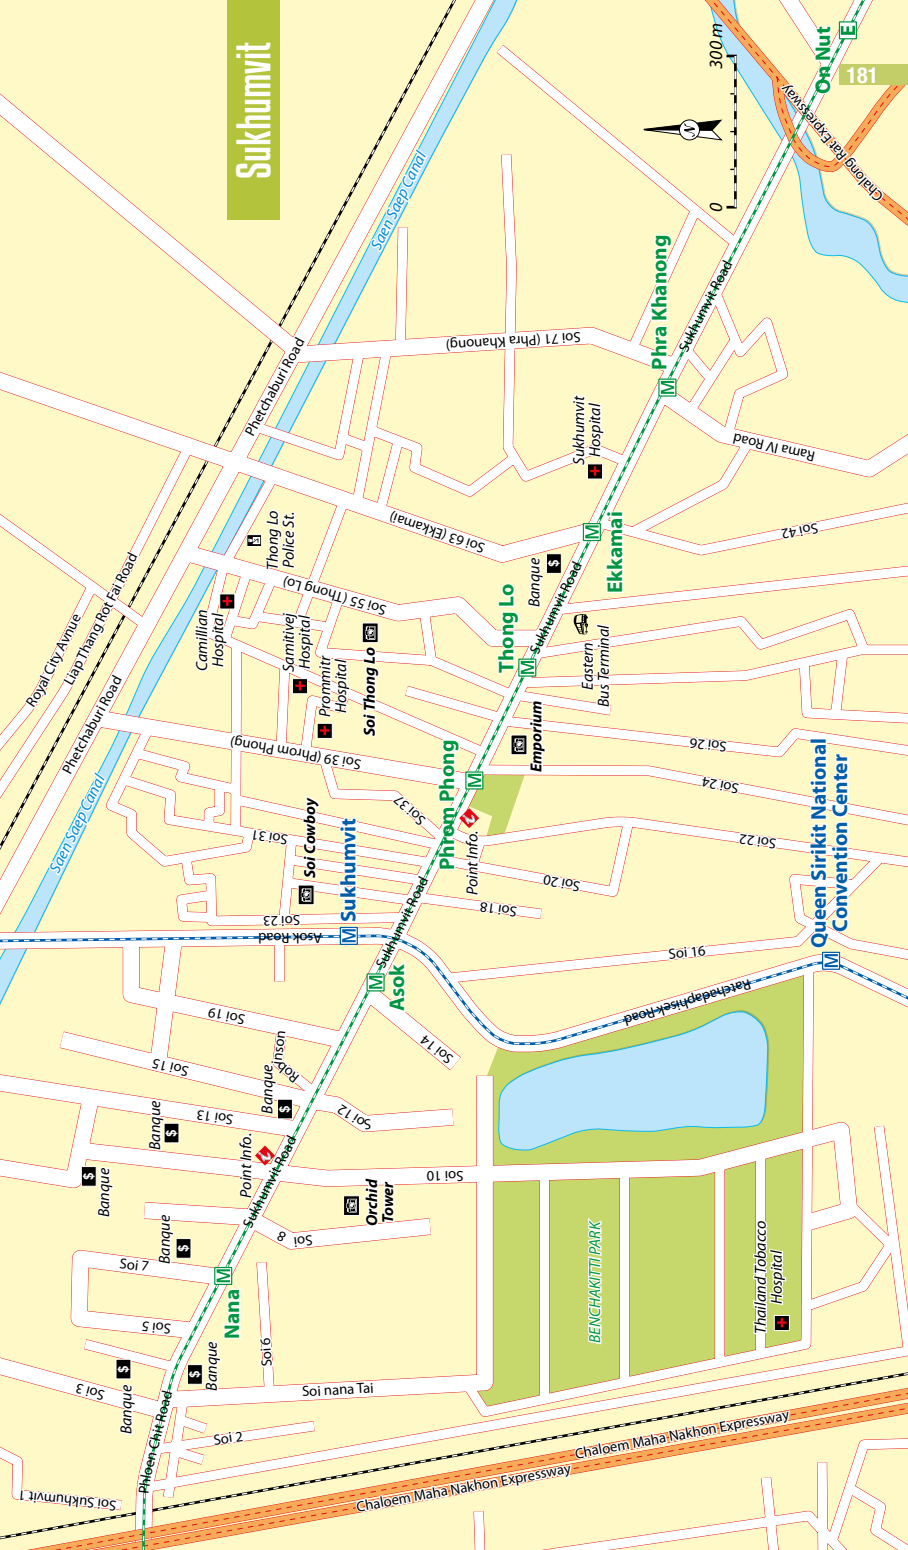 Sukhumvit
181
On Nut
E
300 m
0
N
Chalong Rat Expressway
Saen Saep Canal
Phetchaburi Road
Soi 71 (Phra Khanong)
Phra Khanong
M
Sukhumvit Road
Sukhumvit
Hospital
Rama IV Road
Soi 42
Soi 63 (Ekkamai)
Ekkamai
M
Banque
$
Thong Lo
Police St.
Soi 55 (Thong Lo)
Thong Lo
M
Sukhumvit Road
Eastern
Bus Terminal
Camillian
Hospital
Samitivej
Hospital
Prommitr
Hospital
Soi Thong Lo
Royal City Avnue
Liap Thang Rot Fai Road
Phetchaburi Road
Saen Saep Canal
Soi 39 (Phrom Phong)
Emporium
Soi 26
Soi 24
Soi 22
Phrom Phong
M
Point Info.
i
Soi 37
Soi 31
Soi Cowboy
Soi 20
Soi 18
Sukhumvit
M
Soi 23
Asok Road
Sukhumvit Road
Queen Sirikit National
Convention Center
M
Soi 16
Ratchadaphisek Road
Asok
M
Soi 19
Soi 14
Soi 15
Robinson
Banque
$
Soi 13
Soi 12
Banque
$
Point Info.
i
Banque
$
Sukhumvit Road
Soi 10
Orchid
Tower
Soi 8
Banque
$
Soi 7
Nana
M
Soi 5
Soi 6
BENCHAKITTI PARK
Thailand Tobacco
Hospital
Banque
$
Banque
$
Soi 3
Soi nana Tai
Phloen Chit Road
Soi 2
Soi Sukhumvit 1
Chaloem Maha Nakhon Expressway
Chaloem Maha Nakhon Expressway